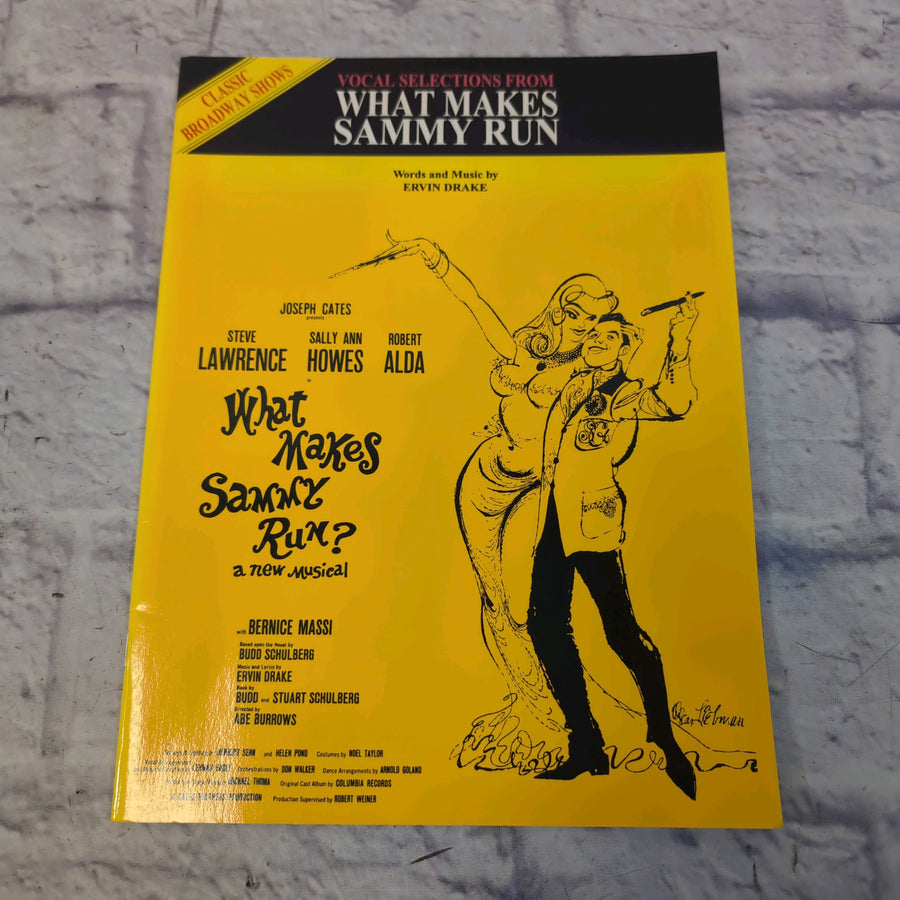 CLASSIC
BROADWAY SHOWS
VOCAL SELECTIONS FROM
WHAT MAKES
SAMMY RUN
Words and Music by
ERVIN DRAKE
JOSEPH CATES
presents
STEVE SALLY ANN ROBERT
LAWRENCE HOWES ALDA
in
What
Makes
Sammy
Run?
a new Musical
with BERNICE MASSI
Based upon the Novel by
BUDD SCHULBERG
Music and Lyrics by
ERVIN DRAKE
Book by
BUDD and STUART SCHULBERG
Directed by
ABE BURROWS
and HELEN POND Costumes by NOEL TAYLOR
Orchestrations by DON WALKER Dance Arrangements by ARNOLD GOLAND
THOMA Original Cast Album by COLUMBIA RECORDS
PRODUCTION Production Supervised by ROBERT WEINER